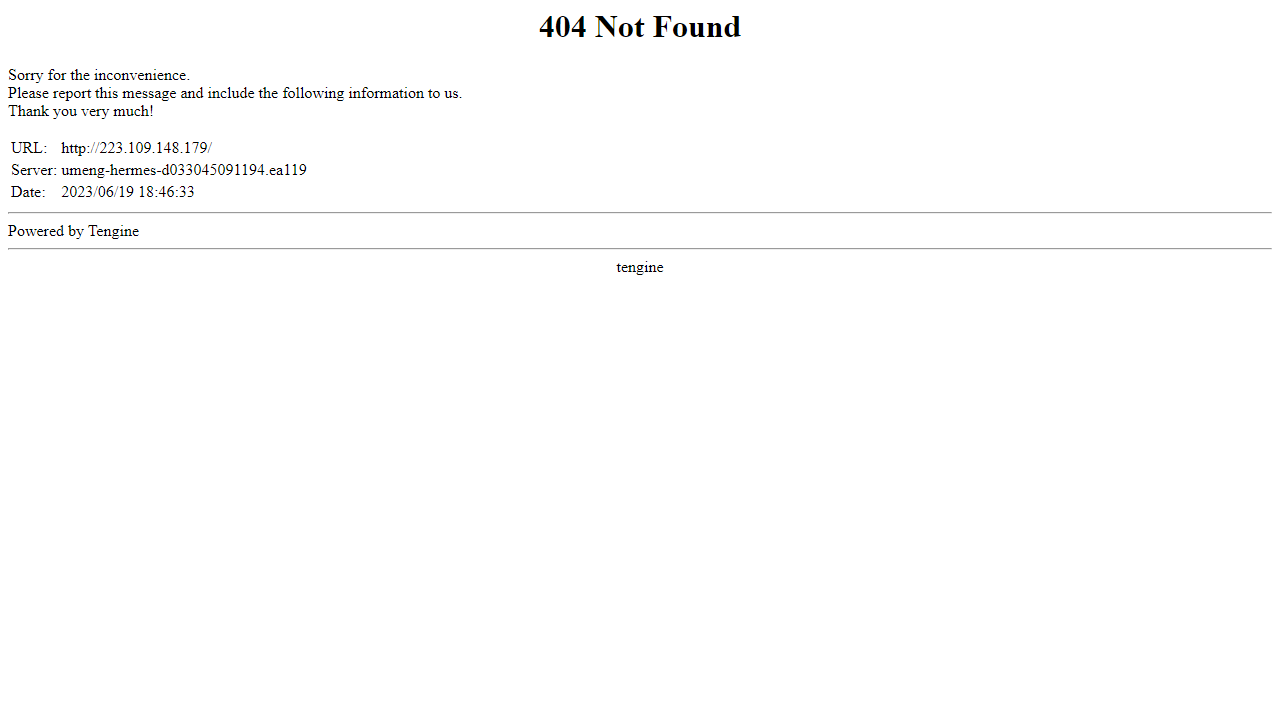 404 Not Found
Sorry for the inconvenience.
Please report this message and include the following information to us.
Thank you very much!
URL: http://223.109.148.179/
Server: umeng-hermes-d033045091194.ea119
Date: 2023/06/19 18:46:33
Powered by Tengine
tengine